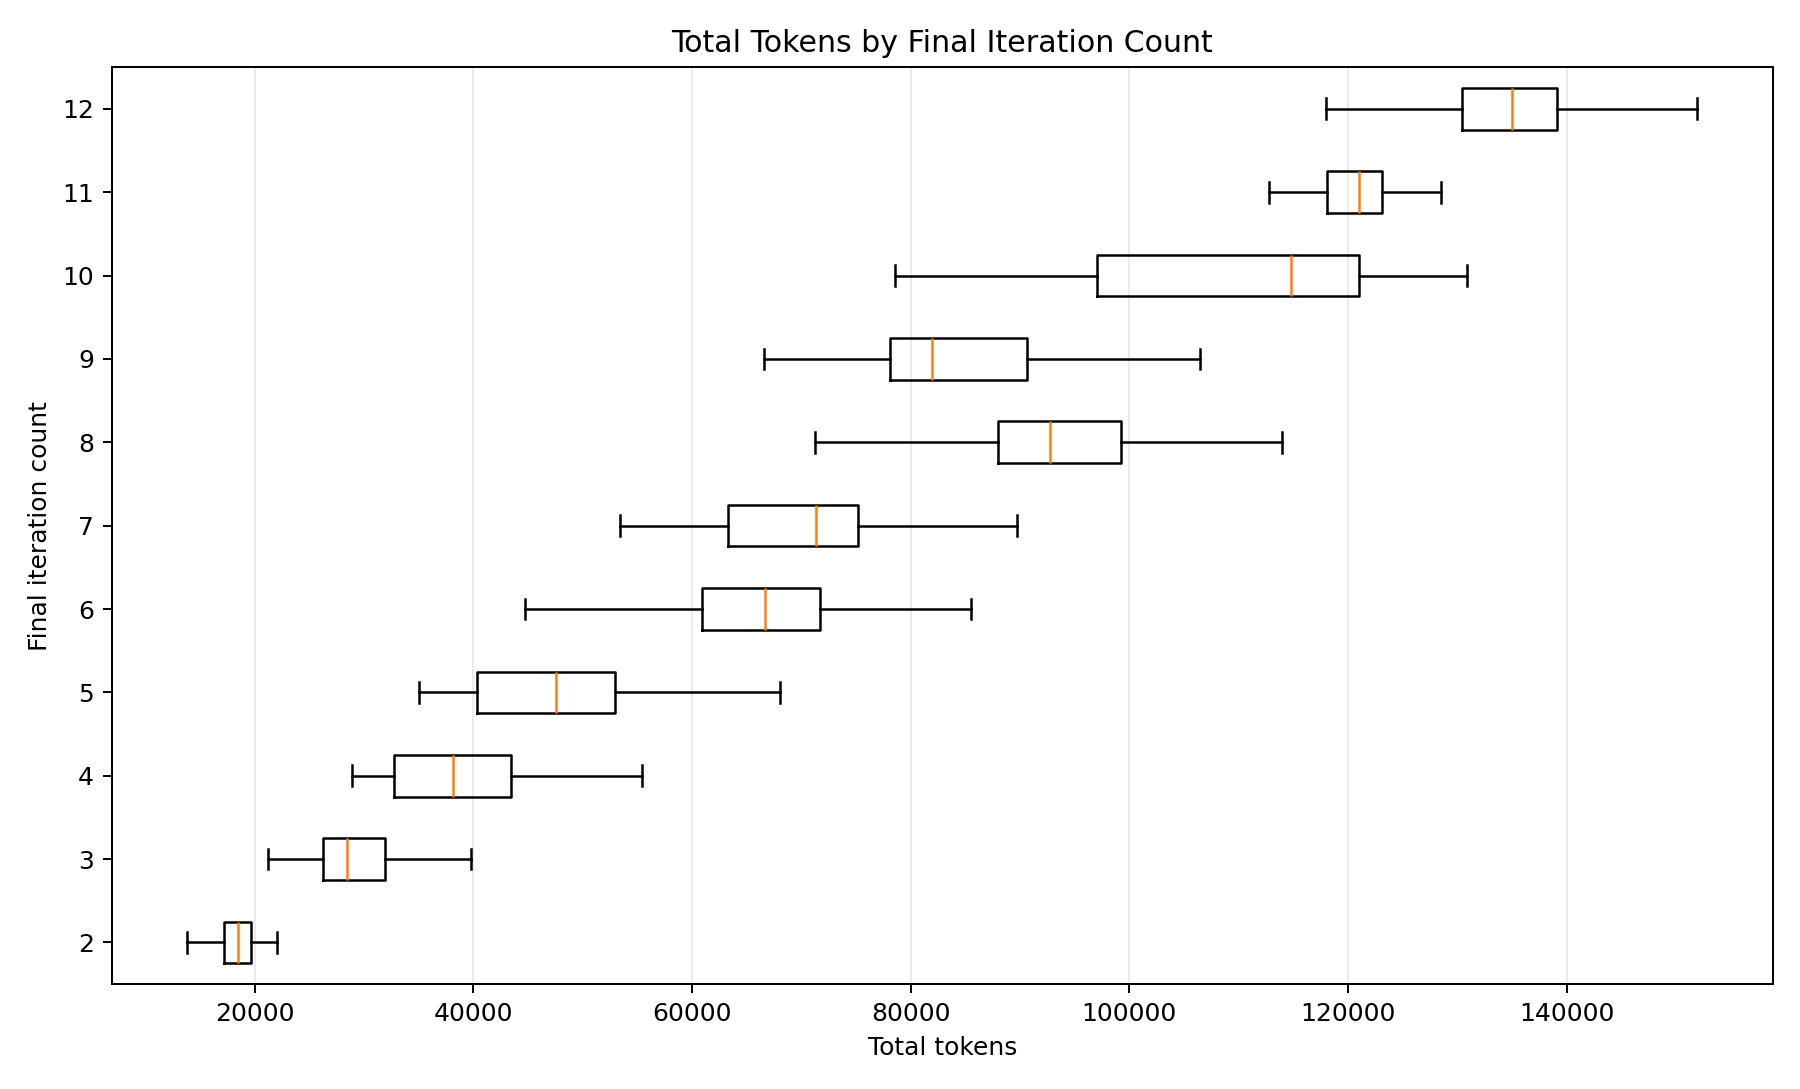 Total Tokens by Final Iteration Count
12
11
10
9
8
7
6
5
4
3
2
Final iteration count
20000 40000 60000 80000 100000 120000 140000
Total tokens